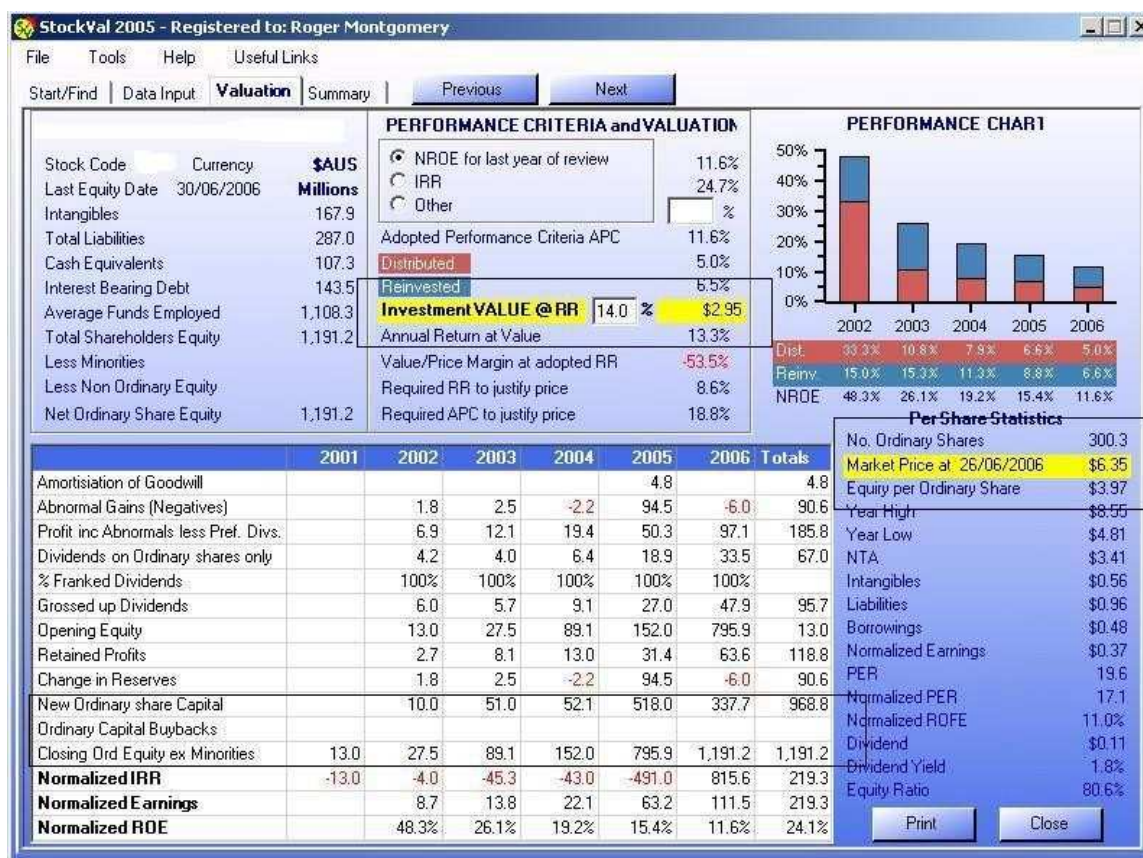 StockVal 2005 - Registered to: Roger Montgomery
File Tools Help Useful Links
Start/Find Data Input Valuation Summary Previous Next
Stock Code Currency $AUS
Last Equity Date 30/06/2006 Millions
Intangibles 167.9
Total Liabilities 287.0
Cash Equivalents 107.3
Interest Bearing Debt 143.5
Average Funds Employed 1,108.3
Total Shareholders Equity 1,191.2
Less Minorities
Less Non Ordinary Equity
Net Ordinary Share Equity 1,191.2
PERFORMANCE CRITERIA and VALUATION
NROE for last year of review 11.6%
IRR 24.7%
Other %
Adopted Performance Criteria APC 11.6%
Distributed 5.0%
Reinvested 6.5%
Investment VALUE @ RR 14.0 % $2.95
Annual Return at Value 13.3%
Value/Price Margin at adopted RR -53.5%
Required RR to justify price 8.6%
Required APC to justify price 18.8%
PERFORMANCE CHART
50%
40%
30%
20%
10%
0%
2002 2003 2004 2005 2006
Dist. 33.3% 10.8% 7.9% 6.6% 5.0%
Reinv. 15.0% 15.3% 11.3% 8.8% 6.6%
NROE 48.3% 26.1% 19.2% 15.4% 11.6%
Per Share Statistics
No. Ordinary Shares 300.3
Market Price at 26/06/2006 $6.35
Equiry per Ordinary Share $3.97
Year High $8.55
Year Low $4.81
NTA $3.41
Intangibles $0.56
Liabilities $0.96
Borrowings $0.48
Normalized Earnings $0.37
PER 19.6
Normalized PER 17.1
Normalized ROFE 11.0%
Dividend $0.11
Dividend Yield 1.8%
Equity Ratio 80.6%
Print Close
2001 2002 2003 2004 2005 2006 Totals
Amortisiation of Goodwill 4.8 4.8
Abnormal Gains (Negatives) 1.8 2.5 -2.2 94.5 -6.0 90.6
Profit inc Abnormals less Pref. Divs. 6.9 12.1 19.4 50.3 97.1 185.8
Dividends on Ordinary shares only 4.2 4.0 6.4 18.9 33.5 67.0
% Franked Dividends 100% 100% 100% 100% 100%
Grossed up Dividends 6.0 5.7 9.1 27.0 47.9 95.7
Opening Equity 13.0 27.5 89.1 152.0 795.9 13.0
Retained Profits 2.7 8.1 13.0 31.4 63.6 118.8
Change in Reserves 1.8 2.5 -2.2 94.5 -6.0 90.6
New Ordinary share Capital 10.0 51.0 52.1 518.0 337.7 968.8
Ordinary Capital Buybacks
Closing Ord Equity ex Minorities 13.0 27.5 89.1 152.0 795.9 1,191.2 1,191.2
Normalized IRR -13.0 -4.0 -45.3 -43.0 -491.0 815.6 219.3
Normalized Earnings 8.7 13.8 22.1 63.2 111.5 219.3
Normalized ROE 48.3% 26.1% 19.2% 15.4% 11.6% 24.1%